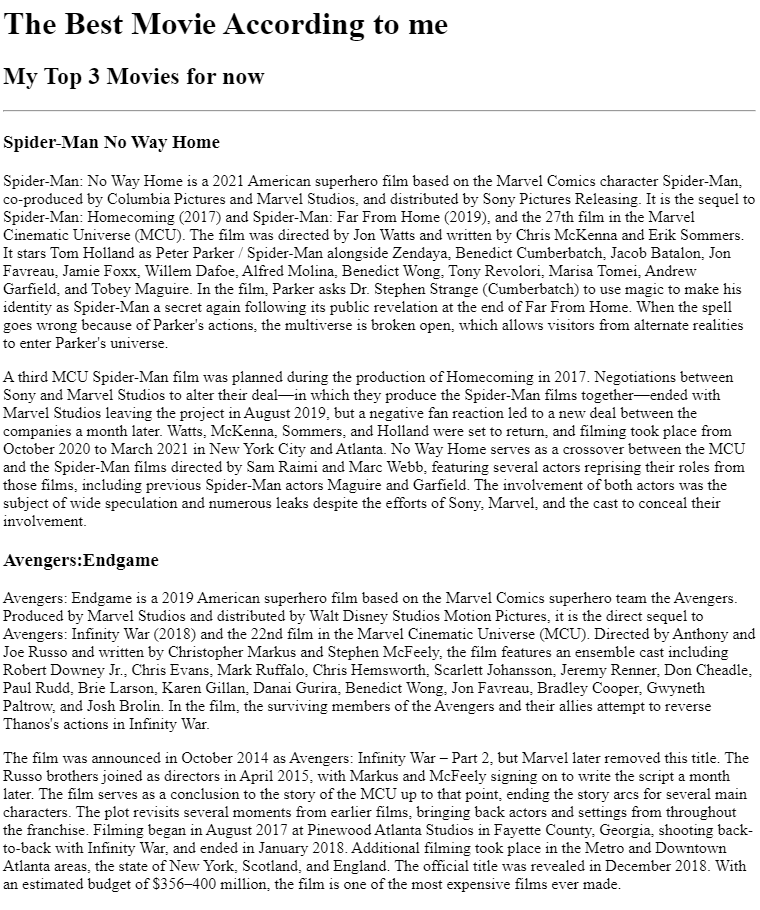 The Best Movie According to me
My Top 3 Movies for now
Spider-Man No Way Home
Spider-Man: No Way Home is a 2021 American superhero film based on the Marvel Comics character Spider-Man,
co-produced by Columbia Pictures and Marvel Studios, and distributed by Sony Pictures Releasing. It is the sequel to
Spider-Man: Homecoming (2017) and Spider-Man: Far From Home (2019), and the 27th film in the Marvel
Cinematic Universe (MCU). The film was directed by Jon Watts and written by Chris McKenna and Erik Sommers.
It stars Tom Holland as Peter Parker / Spider-Man alongside Zendaya, Benedict Cumberbatch, Jacob Batalon, Jon
Favreau, Jamie Foxx, Willem Dafoe, Alfred Molina, Benedict Wong, Tony Revolori, Marisa Tomei, Andrew
Garfield, and Tobey Maguire. In the film, Parker asks Dr. Stephen Strange (Cumberbatch) to use magic to make his
identity as Spider-Man a secret again following its public revelation at the end of Far From Home. When the spell
goes wrong because of Parker's actions, the multiverse is broken open, which allows visitors from alternate realities
to enter Parker's universe.
A third MCU Spider-Man film was planned during the production of Homecoming in 2017. Negotiations between
Sony and Marvel Studios to alter their deal—in which they produce the Spider-Man films together—ended with
Marvel Studios leaving the project in August 2019, but a negative fan reaction led to a new deal between the
companies a month later. Watts, McKenna, Sommers, and Holland were set to return, and filming took place from
October 2020 to March 2021 in New York City and Atlanta. No Way Home serves as a crossover between the MCU
and the Spider-Man films directed by Sam Raimi and Marc Webb, featuring several actors reprising their roles from
those films, including previous Spider-Man actors Maguire and Garfield. The involvement of both actors was the
subject of wide speculation and numerous leaks despite the efforts of Sony, Marvel, and the cast to conceal their
involvement.
Avengers:Endgame
Avengers: Endgame is a 2019 American superhero film based on the Marvel Comics superhero team the Avengers.
Produced by Marvel Studios and distributed by Walt Disney Studios Motion Pictures, it is the direct sequel to
Avengers: Infinity War (2018) and the 22nd film in the Marvel Cinematic Universe (MCU). Directed by Anthony and
Joe Russo and written by Christopher Markus and Stephen McFeely, the film features an ensemble cast including
Robert Downey Jr., Chris Evans, Mark Ruffalo, Chris Hemsworth, Scarlett Johansson, Jeremy Renner, Don Cheadle,
Paul Rudd, Brie Larson, Karen Gillan, Danai Gurira, Benedict Wong, Jon Favreau, Bradley Cooper, Gwyneth
Paltrow, and Josh Brolin. In the film, the surviving members of the Avengers and their allies attempt to reverse
Thanos's actions in Infinity War.
The film was announced in October 2014 as Avengers: Infinity War – Part 2, but Marvel later removed this title. The
Russo brothers joined as directors in April 2015, with Markus and McFeely signing on to write the script a month
later. The film serves as a conclusion to the story of the MCU up to that point, ending the story arcs for several main
characters. The plot revisits several moments from earlier films, bringing back actors and settings from throughout
the franchise. Filming began in August 2017 at Pinewood Atlanta Studios in Fayette County, Georgia, shooting back-
to-back with Infinity War, and ended in January 2018. Additional filming took place in the Metro and Downtown
Atlanta areas, the state of New York, Scotland, and England. The official title was revealed in December 2018. With
an estimated budget of $356–400 million, the film is one of the most expensive films ever made.